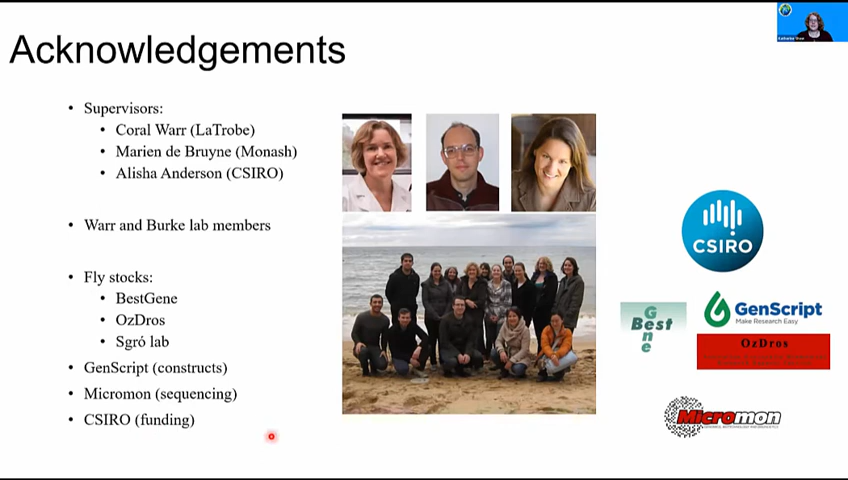 Acknowledgements
• Supervisors:
• Coral Warr (LaTrobe)
• Marien de Bruyne (Monash)
• Alisha Anderson (CSIRO)
• Warr and Burke lab members
• Fly stocks:
• BestGene
• OzDros
• Sgró lab
• GenScript (constructs)
• Micromon (sequencing)
• CSIRO (funding)
CSIRO
Best Gene
GenScript
Make Research Easy
OzDros
Micromon